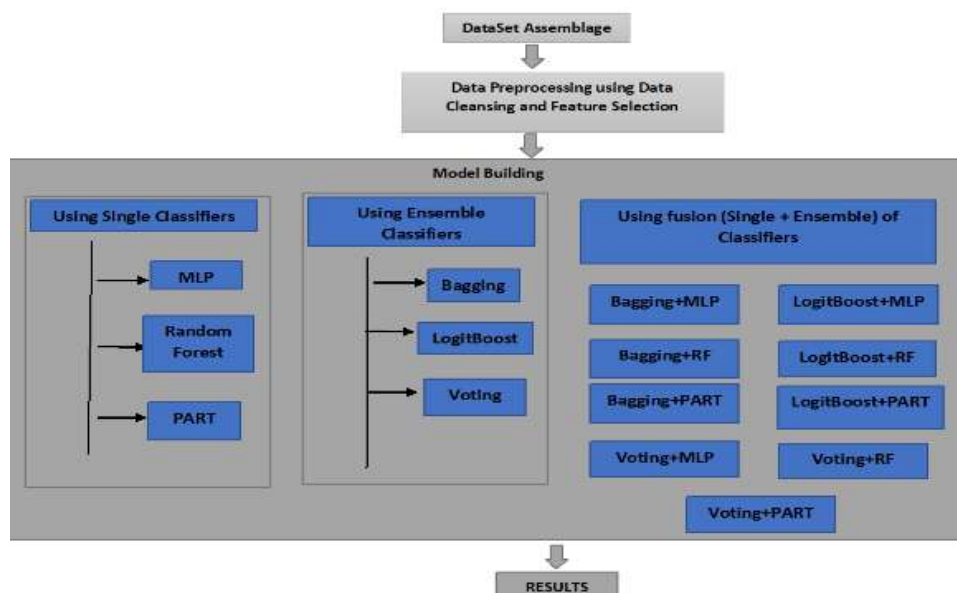 DataSet Assemblage
Data Preprocessing using Data
Cleansing and Feature Selection
Model Building
Using Single Classifiers
MLP
Random
Forest
PART
Using Ensemble
Classifiers
Bagging
LogitBoost
Voting
Using fusion (Single + Ensemble) of
Classifiers
Bagging+MLP
LogitBoost+MLP
Bagging+RF
LogitBoost+RF
Bagging+PART
LogitBoost+PART
Voting+MLP
Voting+RF
Voting+PART
RESULTS